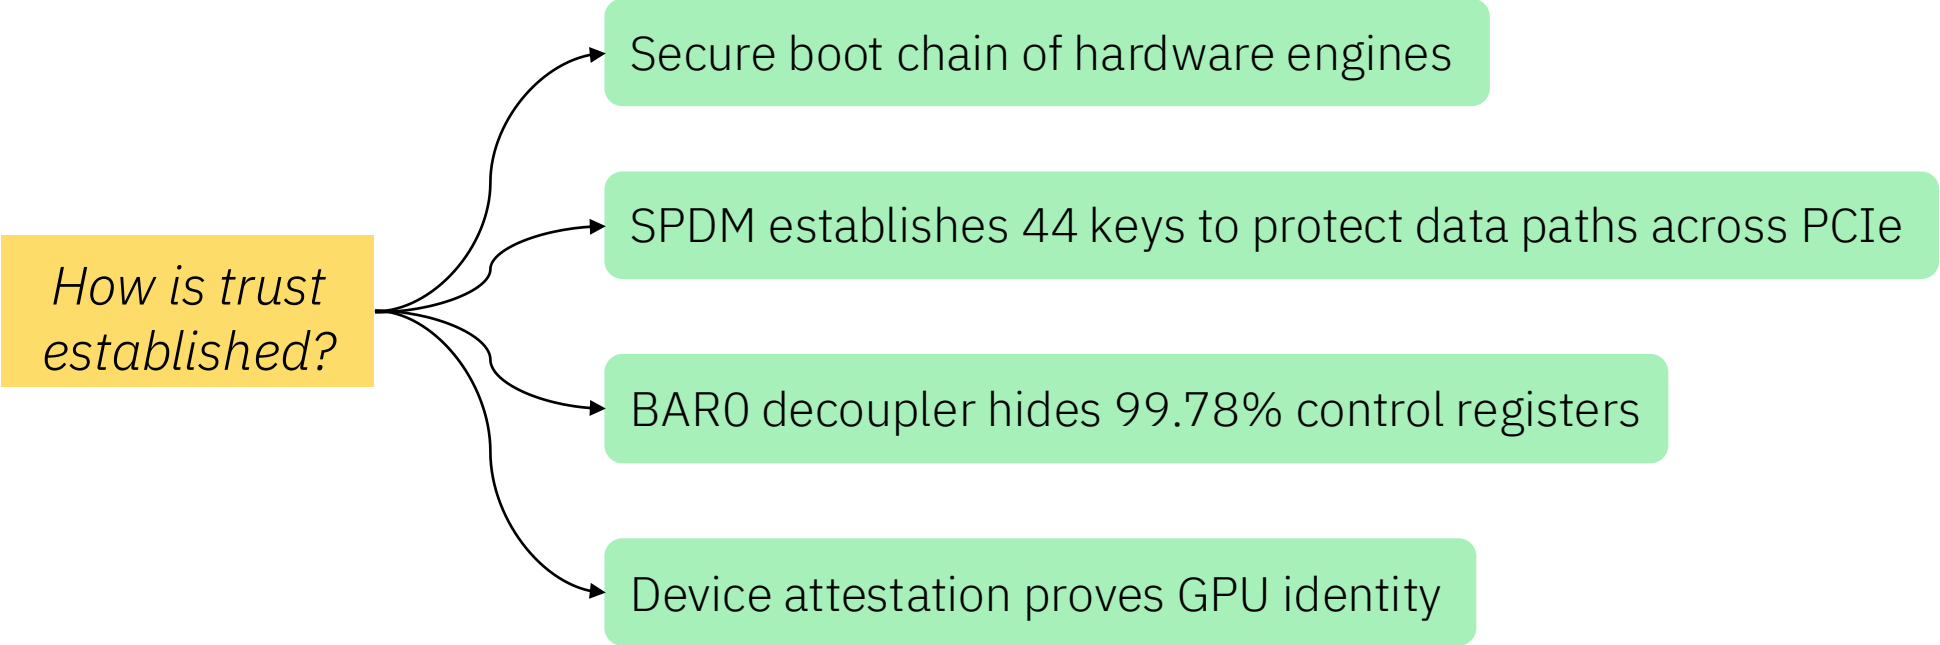 How is trust
established?
Secure boot chain of hardware engines
SPDM establishes 44 keys to protect data paths across PCIe
BAR0 decoupler hides 99.78% control registers
Device attestation proves GPU identity